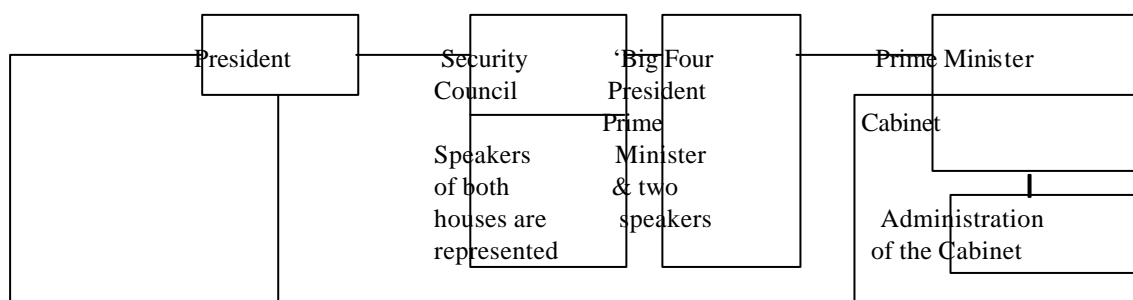 President
Security
Council
Speakers
of both
houses are
represented
‘Big Four
President
Prime
Minister
& two
speakers
Prime Minister
Cabinet
Administration
of the Cabinet